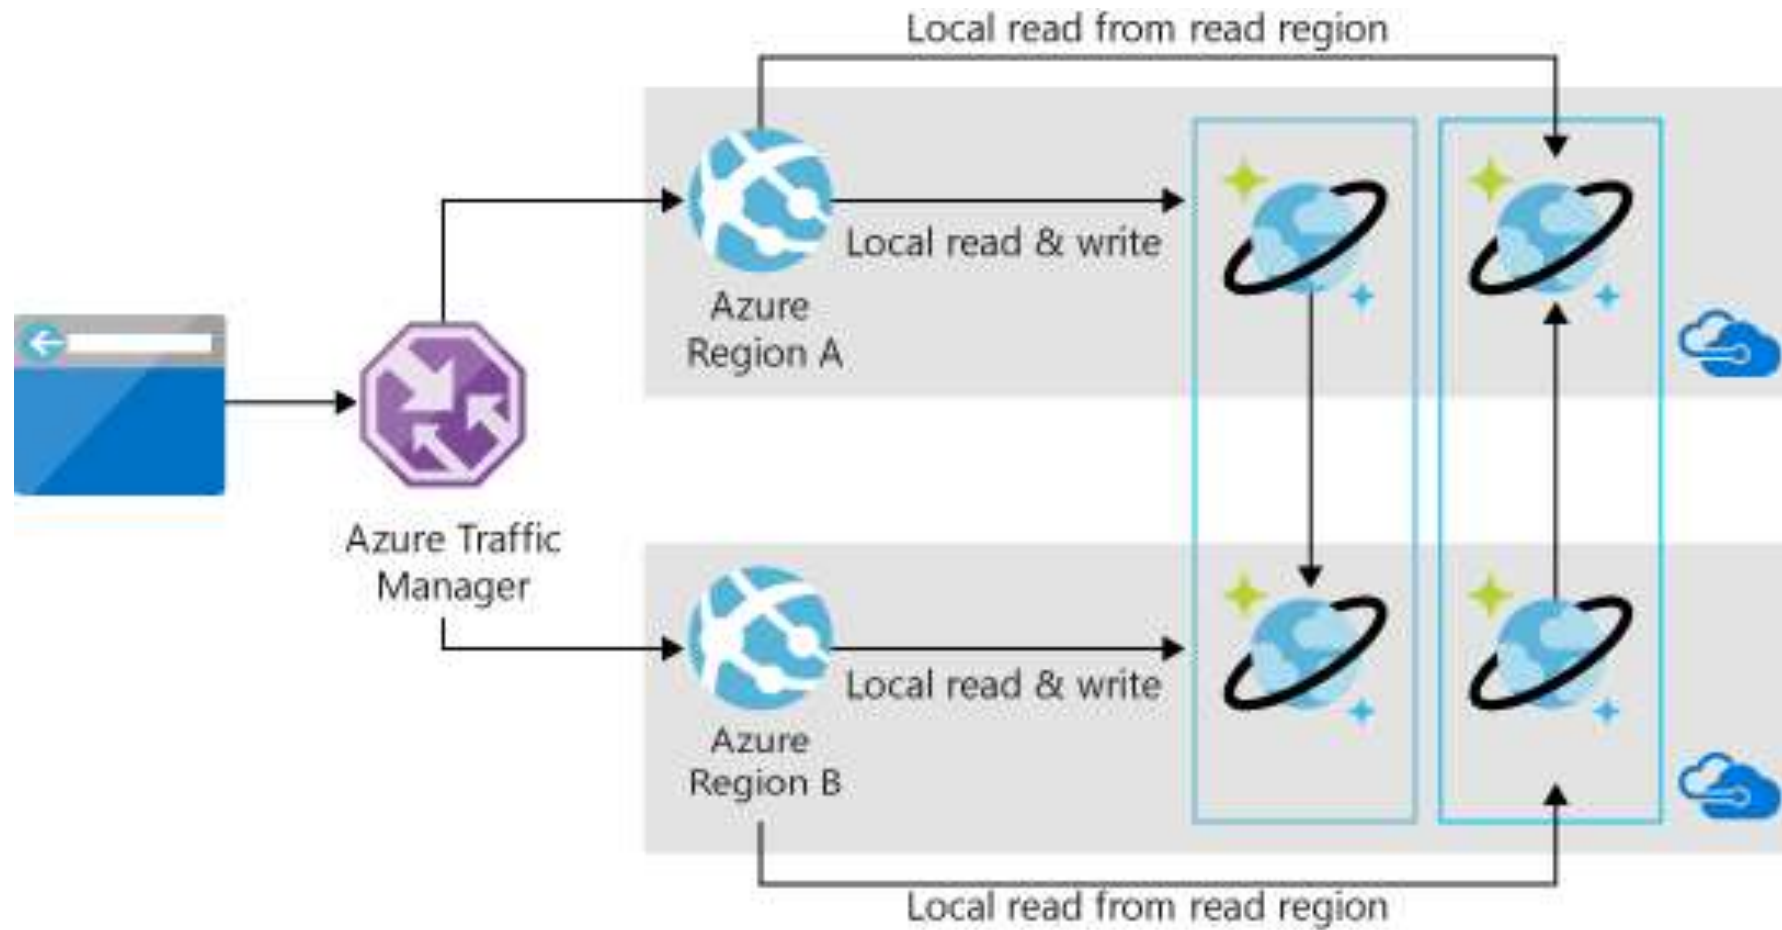 Local read from read region
Local read & write
Azure
Region A
Azure Traffic
Manager
Local read & write
Azure
Region B
Local read from read region